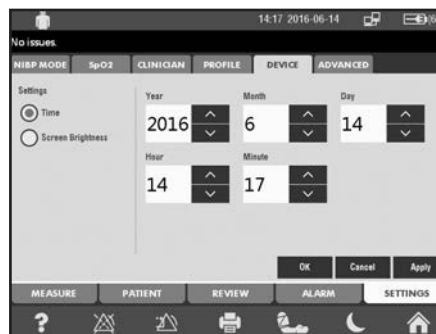 14:17 2016-06-14
No issues.
NIBP MODE SpO2 CLINICIAN PROFILE DEVICE ADVANCED
Settings
Time
Screen Brightness
Year Month Day
2016 6 14
Hour Minute
14 17
OK Cancel Apply
MEASURE PATIENT REVIEW ALARM SETTINGS
?